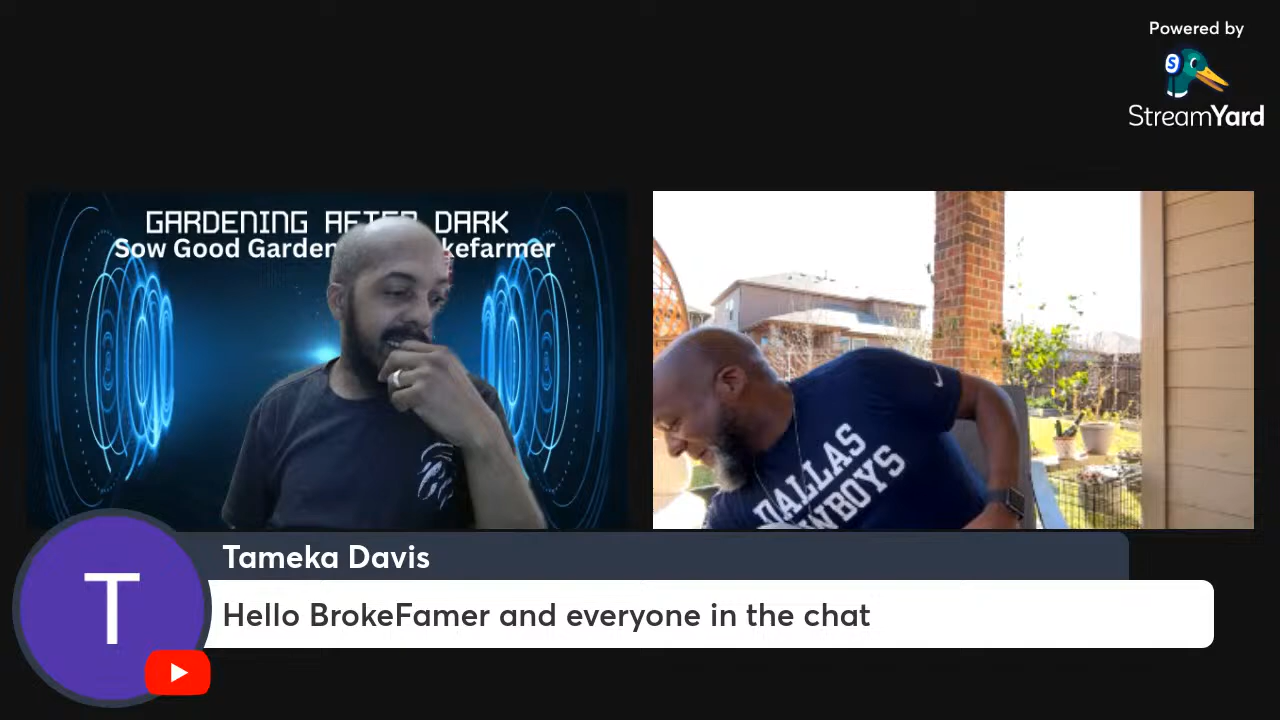 Powered by
S
StreamYard
GARDENING AFTER DARK
Sow Good Garden kefarmer
DALLAS
WBOYS
Tameka Davis
T
Hello BrokeFamer and everyone in the chat